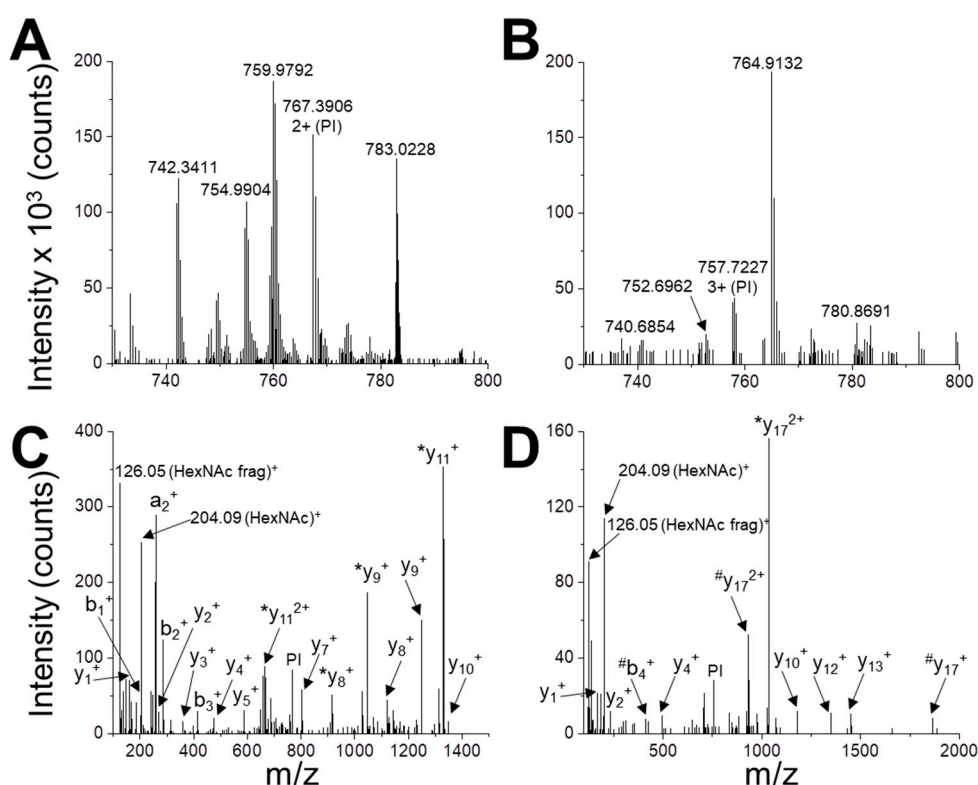 A
Intensity x 10³ (counts)
200
150
100
50
0
740
760
780
800
742.3411
754.9904
759.9792
767.3906
2+ (PI)
783.0228
B
200
150
100
50
0
740
760
780
800
740.6854
752.6962
757.7227
3+ (PI)
764.9132
780.8691
C
Intensity (counts)
400
300
200
100
0
200
400
600
800
1000
1200
1400
m/z
126.05 (HexNAc frag)⁺
a₂⁺
204.09 (HexNAc)⁺
b₁⁺
y₁⁺
b₂⁺
y₂⁺
y₃⁺
b₃⁺
y₄⁺
y₅⁺
*y₁₁²⁺
PI
y₇⁺
*y₈⁺
*y₉⁺
y₈⁺
y₉⁺
*y₁₁⁺
y₁₀⁺
D
160
120
80
40
0
500
1000
1500
2000
m/z
*y₁₇²⁺
204.09 (HexNAc)⁺
126.05 (HexNAc frag)⁺
#y₁₇²⁺
y₁⁺
y₂⁺
#b₄⁺
y₄⁺
PI
y₁₀⁺
y₁₂⁺
y₁₃⁺
#y₁₇⁺